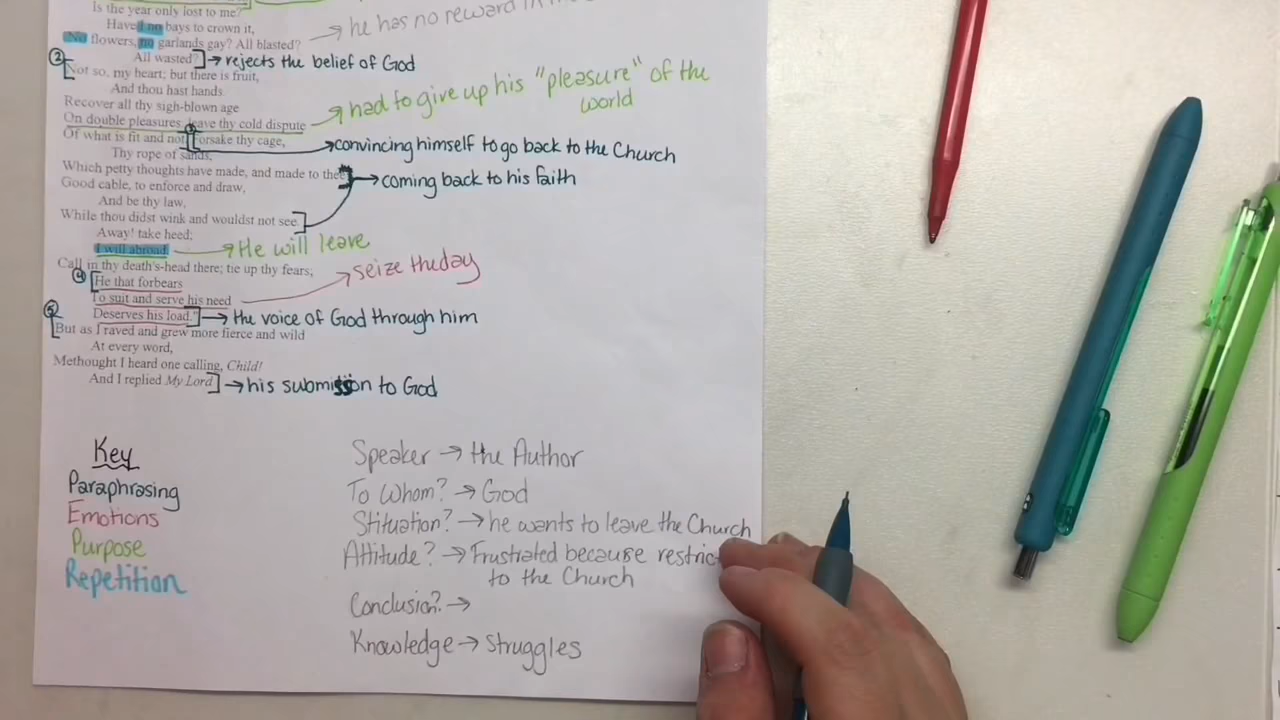 Is the year only lost to me?
Have I no bays to crown it,
he has no reward in
No flowers, no garlands gay? All blasted?
All wasted? → rejects the belief of God
② Not so, my heart; but there is fruit,
And thou hast hands.
Recover all thy sigh-blown age → had to give up his "pleasure" of the world
On double pleasures, leave thy cold dispute
Of what is fit and not. ③ Forsake thy cage, → convincing himself to go back to the Church
Thy rope of sands,
Which petty thoughts have made, and made to thee → coming back to his faith
Good cable, to enforce and draw,
And be thy law,
While thou didst wink and wouldst not see.
Away! take heed;
I will abroad. → He will leave
Call in thy death's-head there; tie up thy fears;
④ He that forbears → seize the day
To suit and serve his need
Deserves his load." → the voice of God through him
⑤ But as I raved and grew more fierce and wild
At every word,
Methought I heard one calling, Child!
And I replied My Lord → his submission to God
Key
Paraphrasing
Emotions
Purpose
Repetition
Speaker → the Author
To Whom? → God
Stituation? → he wants to leave the Church
Attitude? → Frustrated because
to the Church
Conclusion? →
Knowledge → Struggles